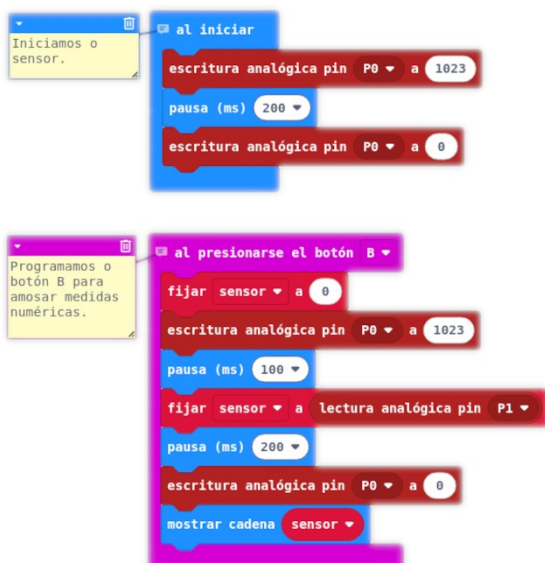 Iniciamos o
sensor.
al iniciar
escritura analógica pin P0 a 1023
pausa (ms) 200
escritura analógica pin P0 a 0
Programamos o
botón B para
amosar medidas
numéricas.
al presionarse el botón B
fijar sensor a 0
escritura analógica pin P0 a 1023
pausa (ms) 100
fijar sensor a lectura analógica pin P1
pausa (ms) 200
escritura analógica pin P0 a 0
mostrar cadena sensor